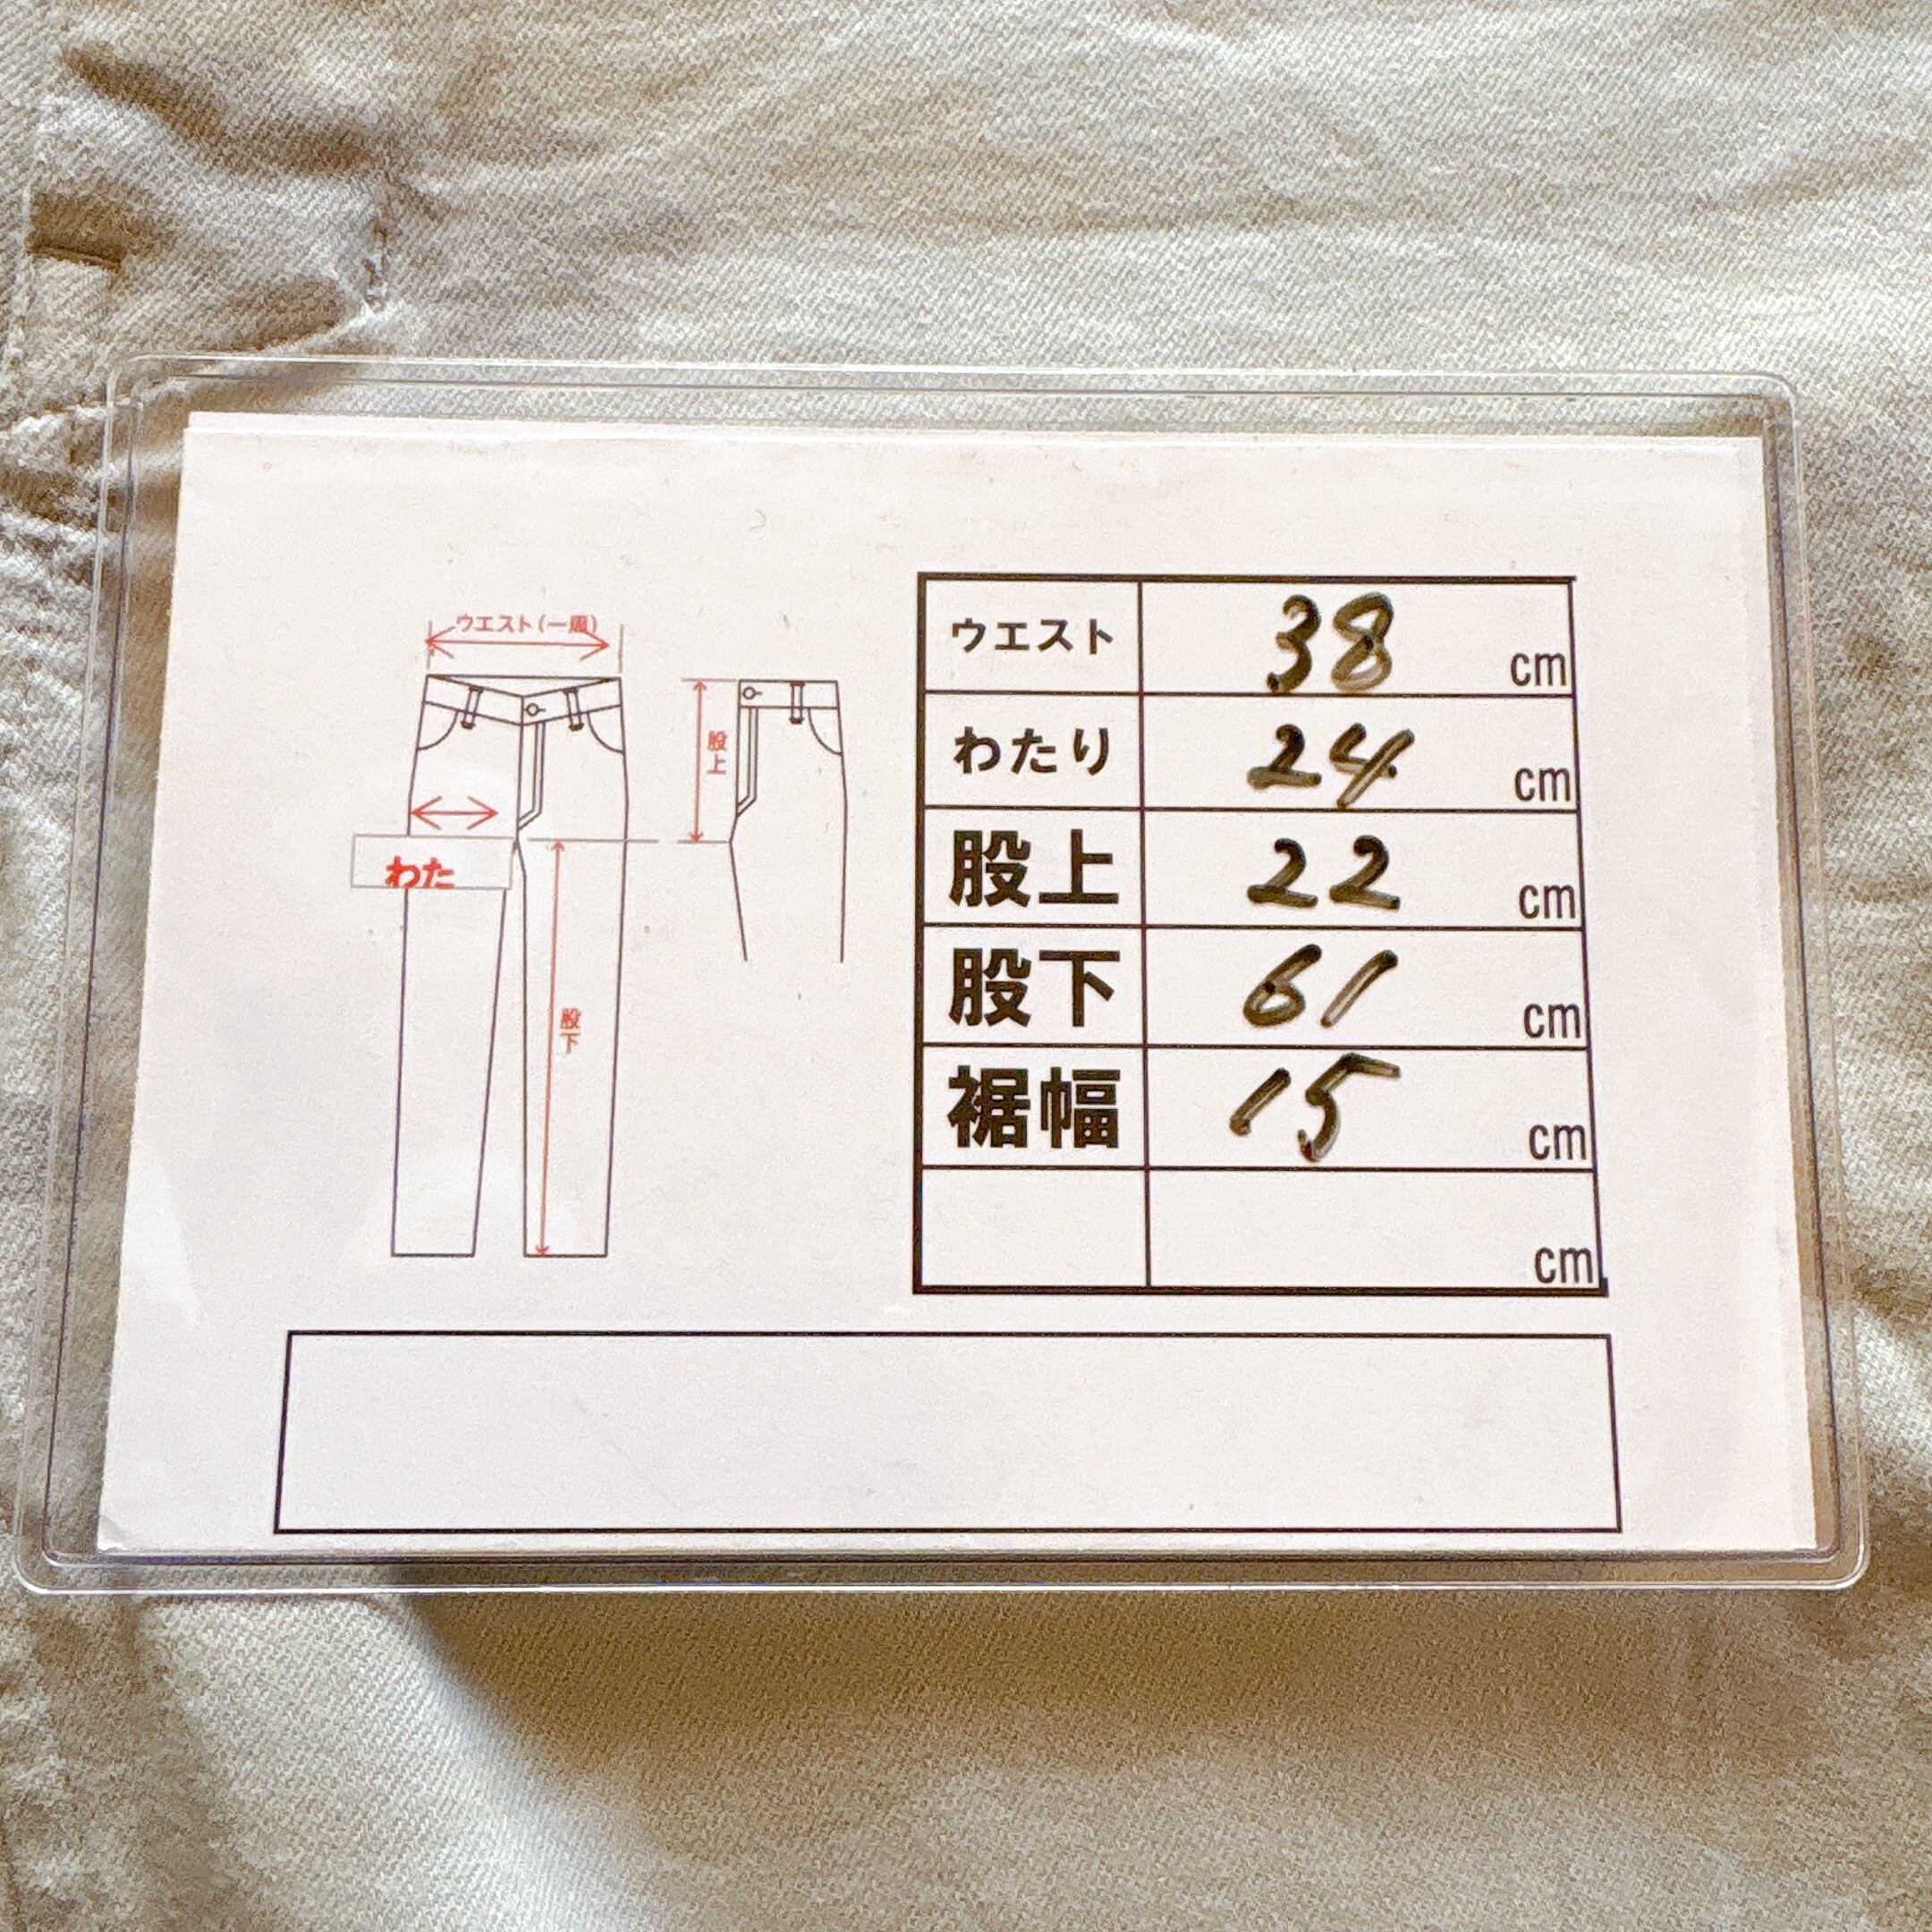 ウエスト(一周)
股上
わた
股下
ウエスト 38 cm
わたり 24 cm
股上 22 cm
股下 61 cm
裾幅 15 cm
cm